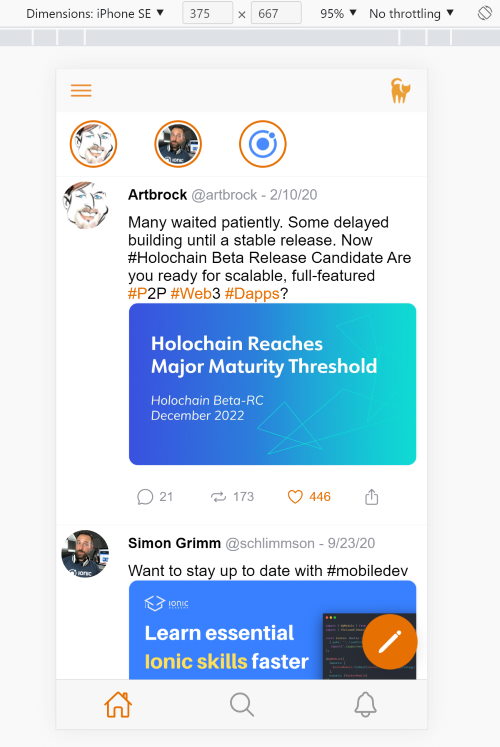 Dimensions: iPhone SE ▼ 375 × 667 95% ▼ No throttling ▼
Artbrock @artbrock - 2/10/20
Many waited patiently. Some delayed
building until a stable release. Now
#Holochain Beta Release Candidate Are
you ready for scalable, full-featured
#P2P #Web3 #Dapps?
Holochain Reaches
Major Maturity Threshold
Holochain Beta-RC
December 2022
21 173 446
Simon Grimm @schlimmson - 9/23/20
Want to stay up to date with #mobiledev
IONIC
Learn essential
Ionic skills faster